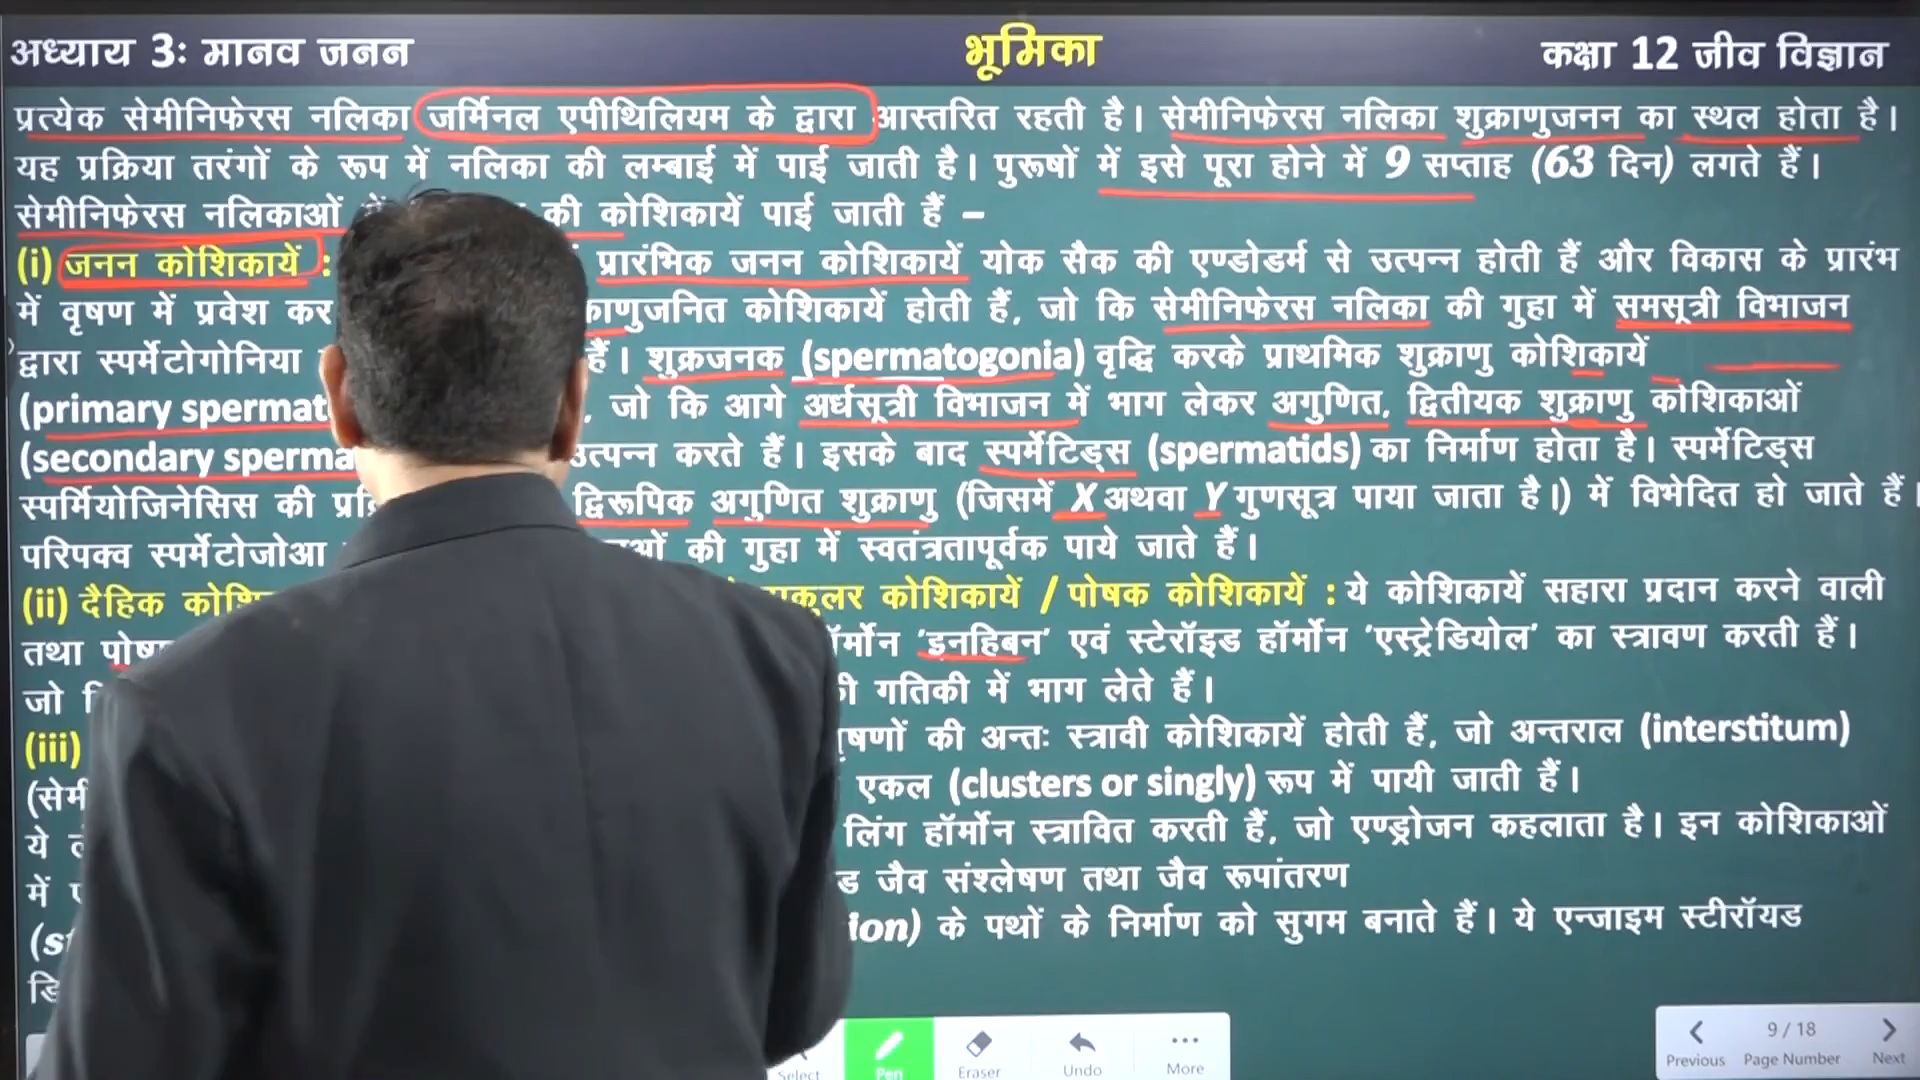 अध्याय 3: मानव जनन
भूमिका
कक्षा 12 जीव विज्ञान
प्रत्येक सेमीनिफेरस नलिका जर्मिनल एपीथिलियम के द्वारा आस्तरित रहती है। सेमीनिफेरस नलिका शुक्राणुजनन का स्थल होता है।
यह प्रक्रिया तरंगों के रूप में नलिका की लम्बाई में पाई जाती है। पुरूषों में इसे पूरा होने में 9 सप्ताह (63 दिन) लगते हैं।
सेमीनिफेरस नलिकाओं की कोशिकायें पाई जाती हैं –
(i) जनन कोशिकायें : प्रारंभिक जनन कोशिकायें योक सैक की एण्डोडर्म से उत्पन्न होती हैं और विकास के प्रारंभ
में वृषण में प्रवेश कर काणुजनित कोशिकायें होती हैं, जो कि सेमीनिफेरस नलिका की गुहा में समसूत्री विभाजन
द्वारा स्पर्मेटोगोनिया हैं। शुक्रजनक (spermatogonia) वृद्धि करके प्राथमिक शुक्राणु कोशिकायें
(primary spermat , जो कि आगे अर्धसूत्री विभाजन में भाग लेकर अगुणित, द्वितीयक शुक्राणु कोशिकाओं
(secondary sperma उत्पन्न करते हैं। इसके बाद स्पर्मेटिड्स (spermatids) का निर्माण होता है। स्पर्मेटिड्स
स्पर्मियोजिनेसिस की द्विरूपिक अगुणित शुक्राणु (जिसमें X अथवा Y गुणसूत्र पाया जाता है।) में विभेदित हो जाते हैं।
परिपक्व स्पर्मेटोजोआ ओं की गुहा में स्वतंत्रतापूर्वक पाये जाते हैं।
(ii) दैहिक कोशि कुलर कोशिकायें / पोषक कोशिकायें : ये कोशिकायें सहारा प्रदान करने वाली
तथा पोष र्मोन 'इनहिबन' एवं स्टेरॉइड हॉर्मोन 'एस्ट्रेडियोल' का स्त्रावण करती हैं।
जो की गतिकी में भाग लेते हैं।
(iii) षणों की अन्तः स्त्रावी कोशिकायें होती हैं, जो अन्तराल (interstitum)
(सेमी एकल (clusters or singly) रूप में पायी जाती हैं।
ये लिंग हॉर्मोन स्त्रावित करती हैं, जो एण्ड्रोजन कहलाता है। इन कोशिकाओं
में ड जैव संश्लेषण तथा जैव रूपांतरण
(s ion) के पथों के निर्माण को सुगम बनाते हैं। ये एन्जाइम स्टीरॉयड
डि
Select Pen Eraser Undo More
9 / 18
Previous Page Number Next